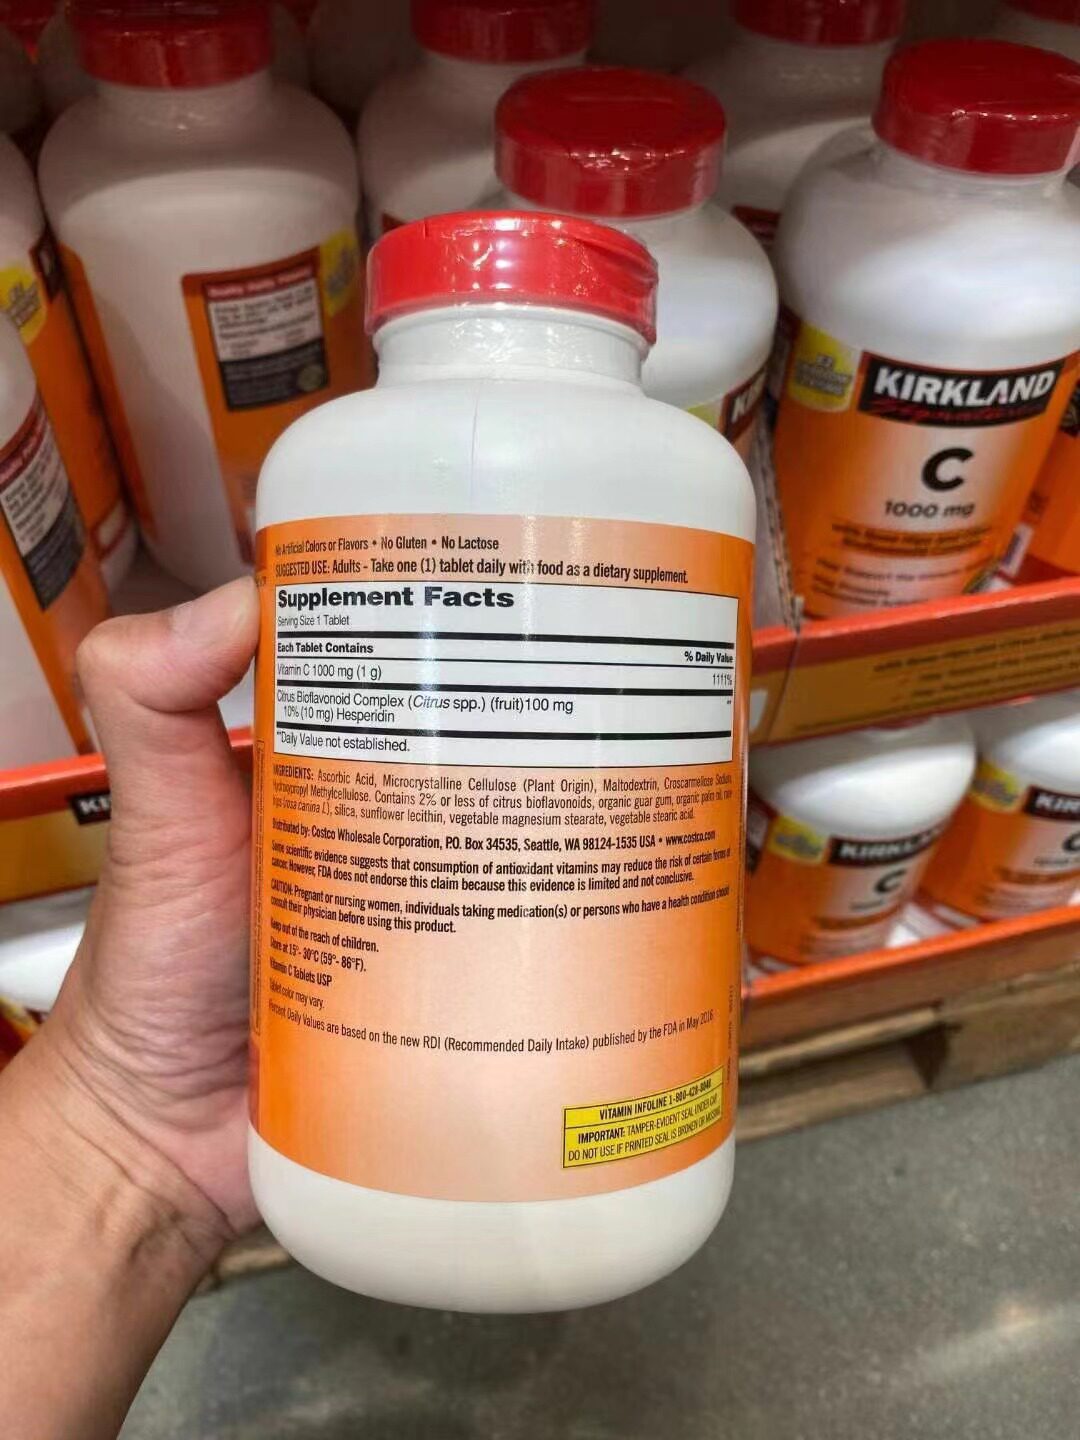 KIRKLAND
Signature
C
1000 mg
No Artificial Colors or Flavors • No Gluten • No Lactose
SUGGESTED USE: Adults - Take one (1) tablet daily with food as a dietary supplement.
Supplement Facts
Serving Size 1 Tablet
Each Tablet Contains % Daily Value
Vitamin C 1000 mg (1 g) 1111%
Citrus Bioflavonoid Complex (Citrus spp.) (fruit)100 mg **
10% (10 mg) Hesperidin
**Daily Value not established.
INGREDIENTS: Ascorbic Acid, Microcrystalline Cellulose (Plant Origin), Maltodextrin, Croscarmellose Sodium,
Hydroxypropyl Methylcellulose. Contains 2% or less of citrus bioflavonoids, organic guar gum, organic palm oil, rose
hips (rosa canina L.), silica, sunflower lecithin, vegetable magnesium stearate, vegetable stearic acid.
Distributed by: Costco Wholesale Corporation, P.O. Box 34535, Seattle, WA 98124-1535 USA • www.costco.com
Some scientific evidence suggests that consumption of antioxidant vitamins may reduce the risk of certain forms of
cancer. However, FDA does not endorse this claim because this evidence is limited and not conclusive.
CAUTION: Pregnant or nursing women, individuals taking medication(s) or persons who have a health condition should
consult their physician before using this product.
Keep out of the reach of children.
Store at 15°- 30°C (59°- 86°F).
Vitamin C Tablets USP
Tablet color may vary.
Percent Daily Values are based on the new RDI (Recommended Daily Intake) published by the FDA in May 2016
VITAMIN INFOLINE 1-800-428-8048
IMPORTANT: TAMPER-EVIDENT SEAL UNDER CAP
DO NOT USE IF PRINTED SEAL IS BROKEN OR MISSING
KI
KIRKL
C
KIR